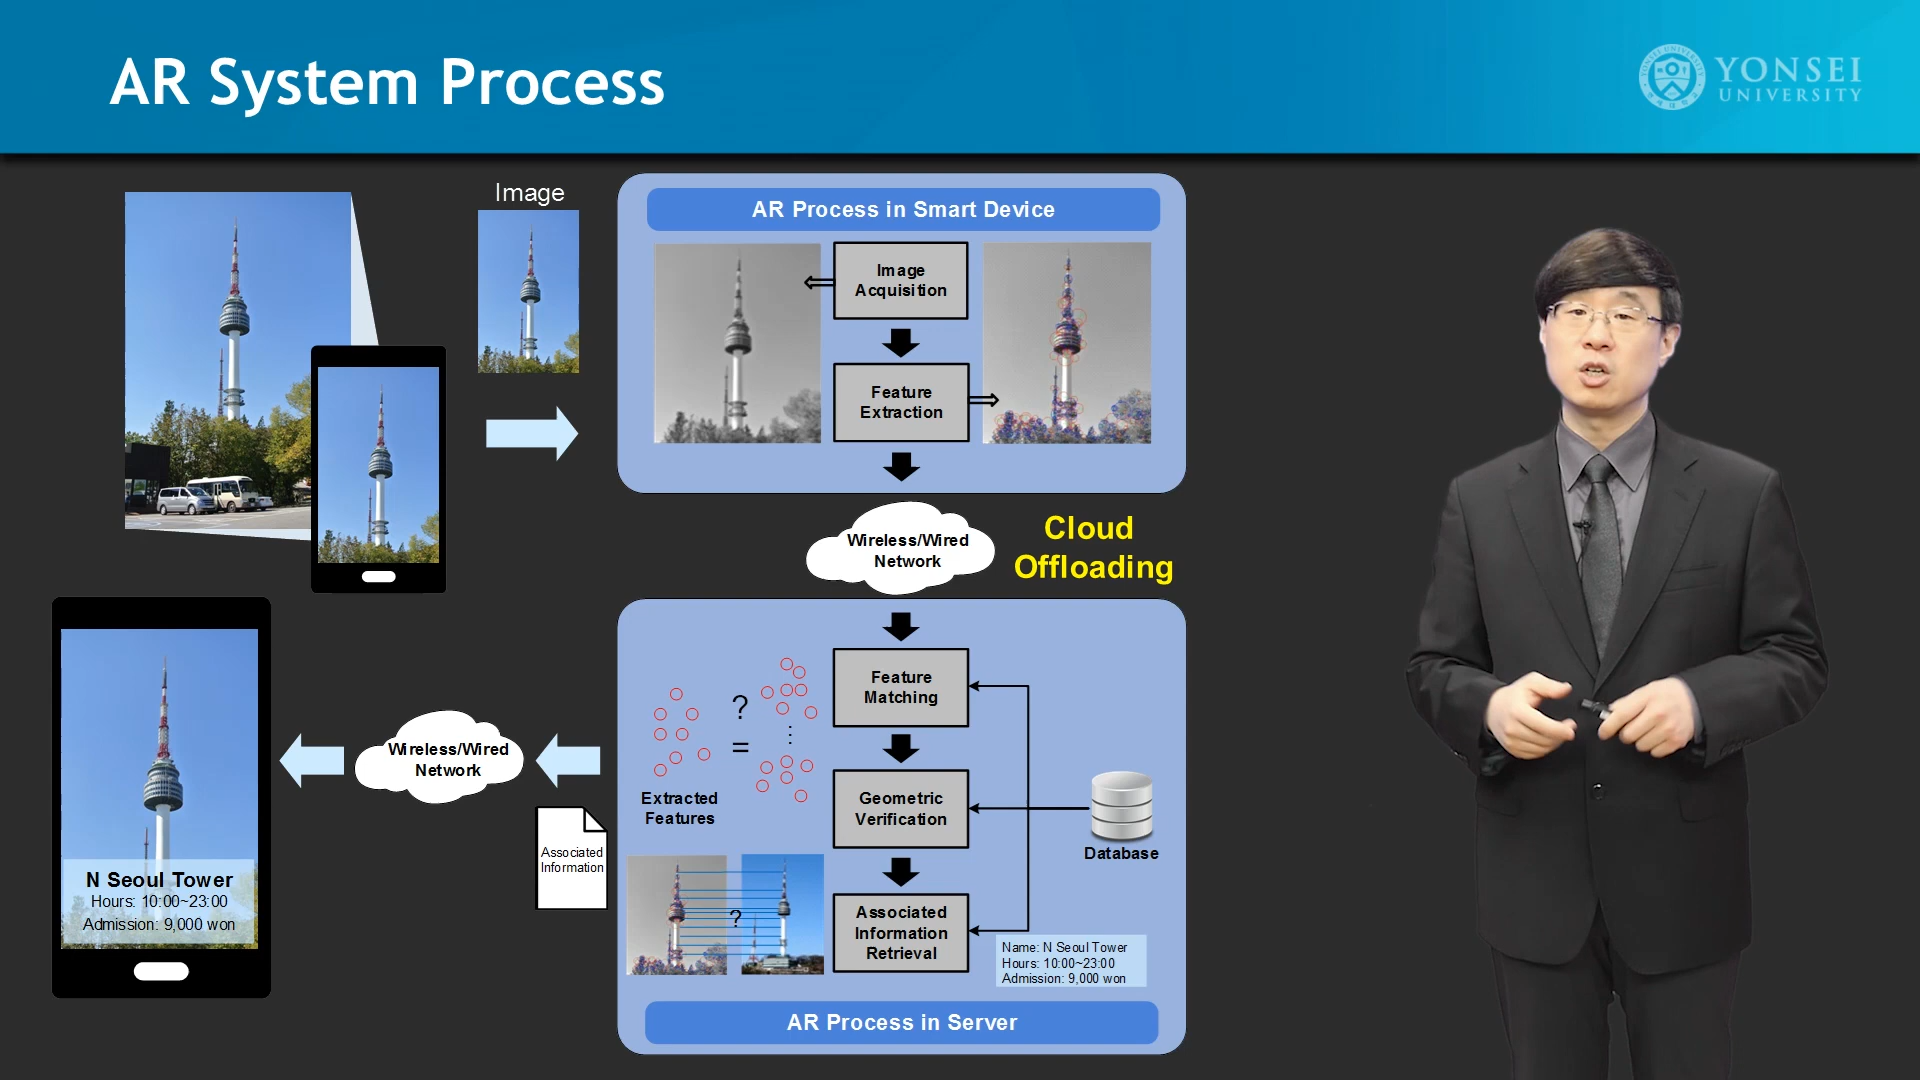 AR System Process
YONSEI
UNIVERSITY
Image
AR Process in Smart Device
Image
Acquisition
Feature
Extraction
Wireless/Wired
Network
Cloud
Offloading
Feature
Matching
?
=
Extracted
Features
Geometric
Verification
Database
?
Associated
Information
Retrieval
Name: N Seoul Tower
Hours: 10:00~23:00
Admission: 9,000 won
AR Process in Server
Wireless/Wired
Network
Associated
Information
N Seoul Tower
Hours: 10:00~23:00
Admission: 9,000 won